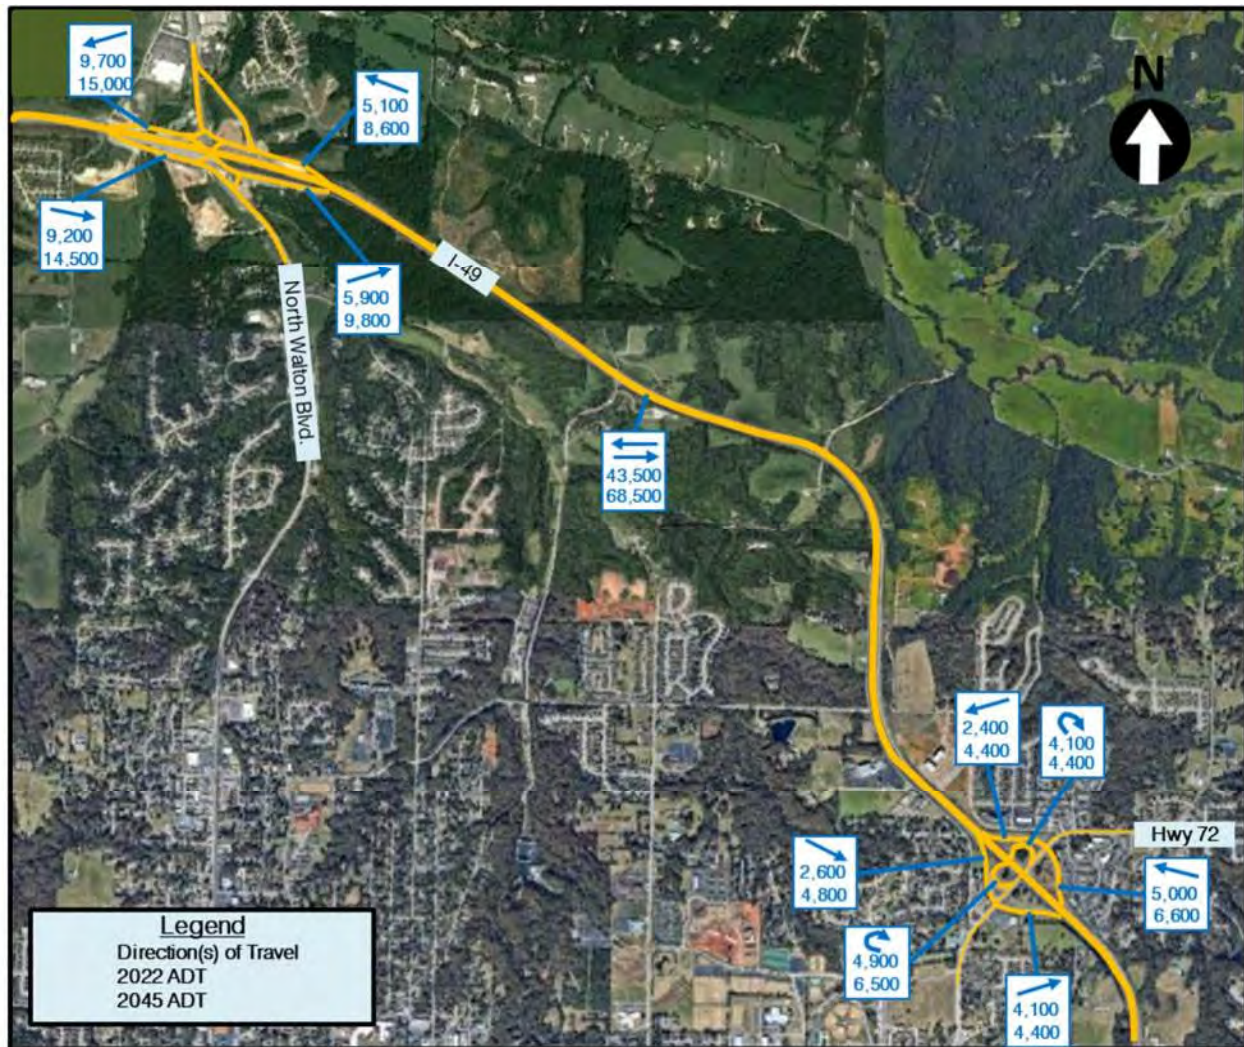 N
9,700
15,000
5,100
8,600
9,200
14,500
5,900
9,800
I-49
North Walton Blvd.
43,500
68,500
2,400
4,400
4,100
4,400
Hwy 72
2,600
4,800
5,000
6,600
4,900
6,500
4,100
4,400
Legend
Direction(s) of Travel
2022 ADT
2045 ADT